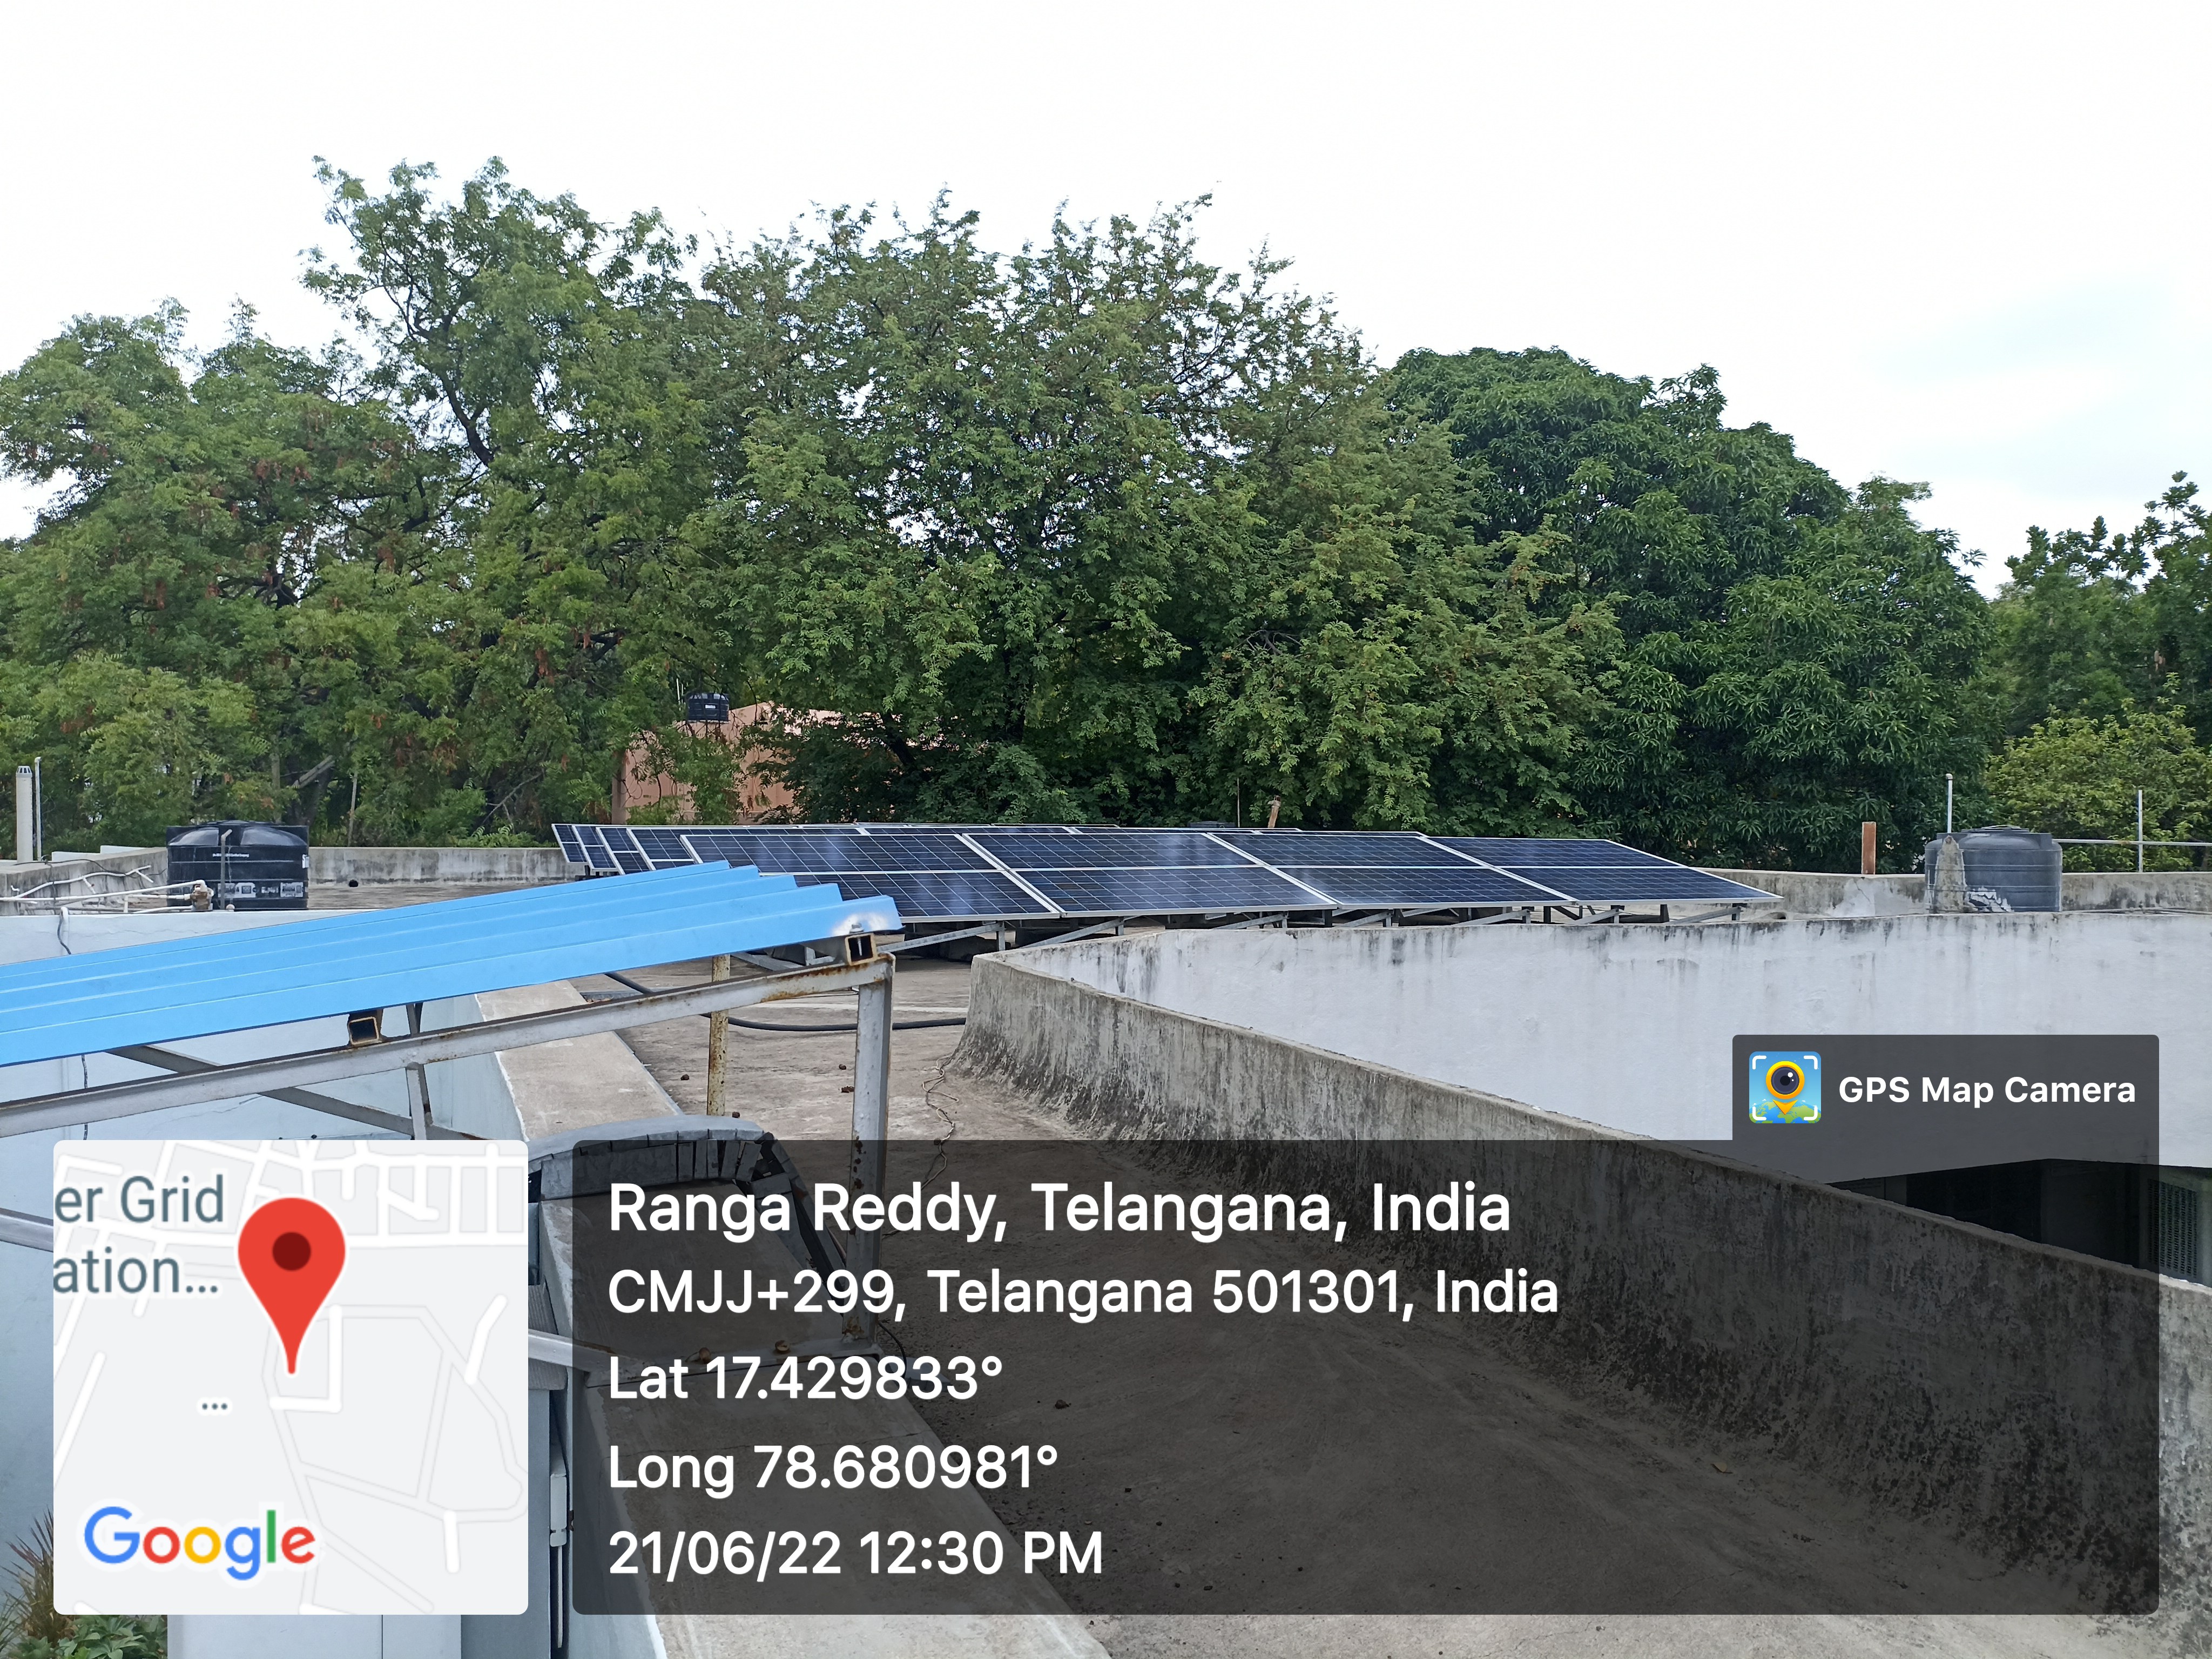 GPS Map Camera
er Grid
ation...
...
Google
Ranga Reddy, Telangana, India
CMJJ+299, Telangana 501301, India
Lat 17.429833°
Long 78.680981°
21/06/22 12:30 PM